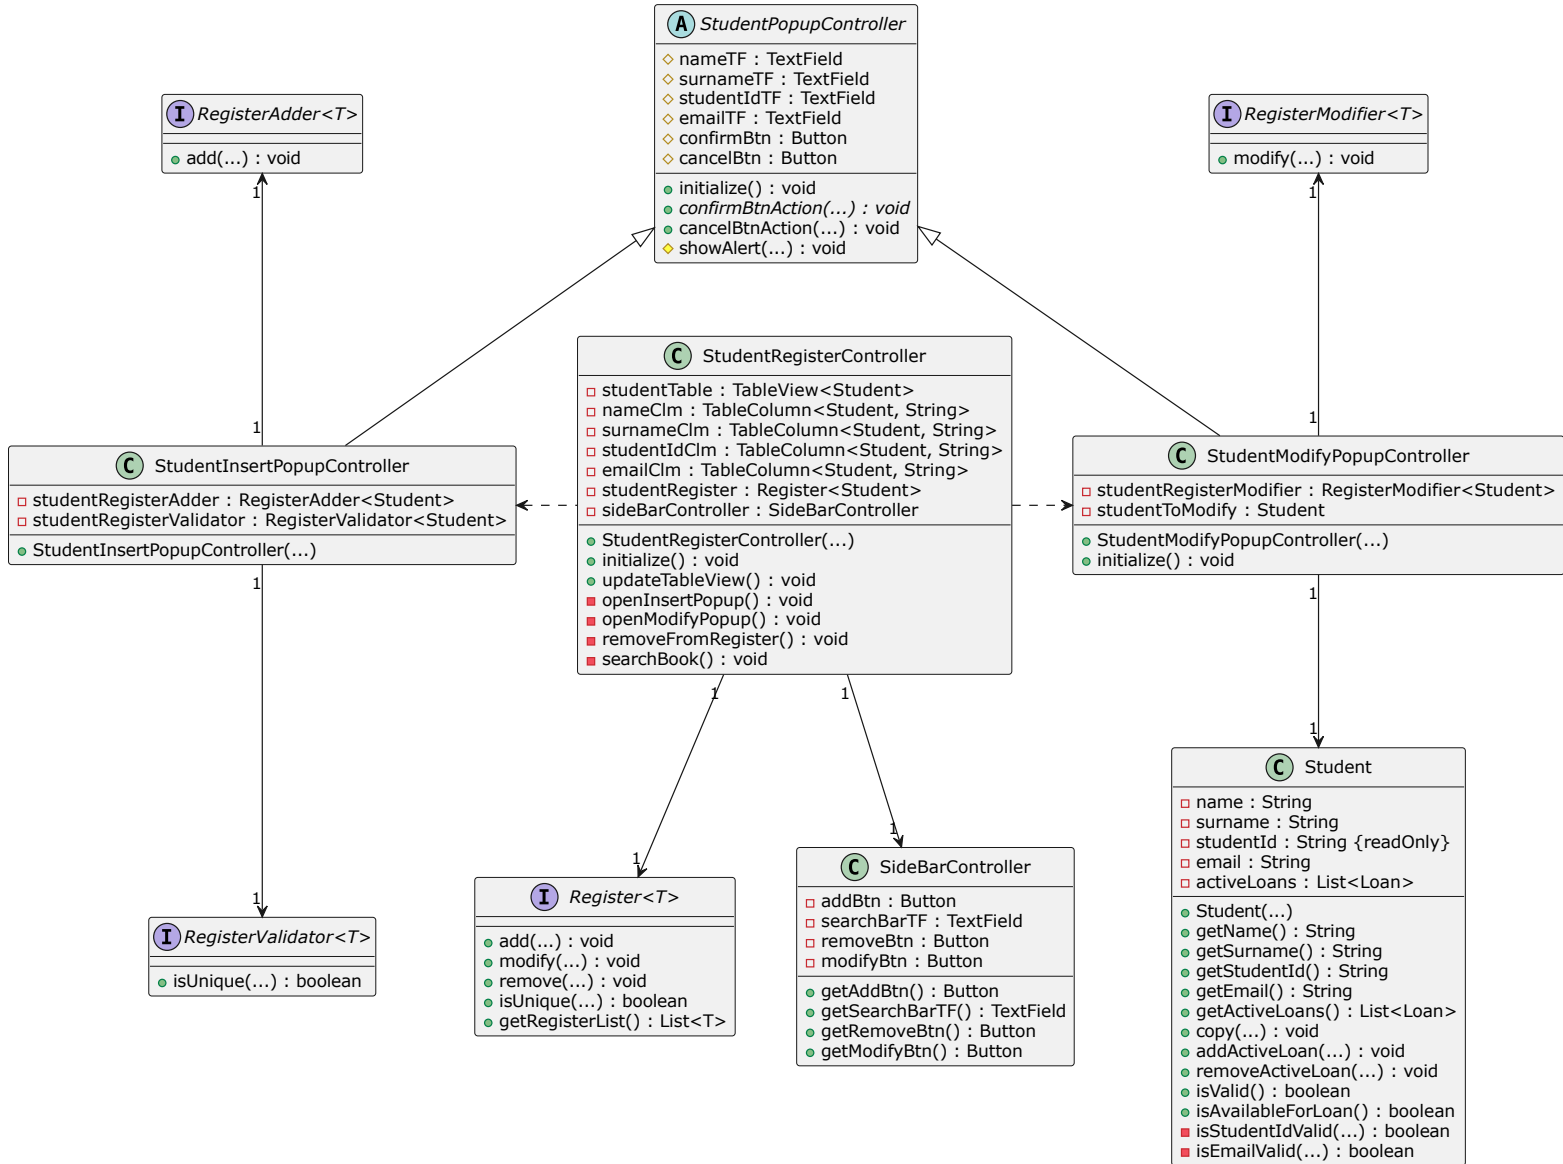 A StudentPopupController
nameTF : TextField
surnameTF : TextField
studentIdTF : TextField
emailTF : TextField
confirmBtn : Button
cancelBtn : Button
initialize() : void
confirmBtnAction(...) : void
cancelBtnAction(...) : void
showAlert(...) : void
I RegisterAdder<T>
add(...) : void
1
1
I RegisterModifier<T>
modify(...) : void
1
1
C StudentInsertPopupController
studentRegisterAdder : RegisterAdder<Student>
studentRegisterValidator : RegisterValidator<Student>
StudentInsertPopupController(...)
1
1
C StudentRegisterController
studentTable : TableView<Student>
nameClm : TableColumn<Student, String>
surnameClm : TableColumn<Student, String>
studentIdClm : TableColumn<Student, String>
emailClm : TableColumn<Student, String>
studentRegister : Register<Student>
sideBarController : SideBarController
StudentRegisterController(...)
initialize() : void
updateTableView() : void
openInsertPopup() : void
openModifyPopup() : void
removeFromRegister() : void
searchBook() : void
1
1
1
1
C StudentModifyPopupController
studentRegisterModifier : RegisterModifier<Student>
studentToModify : Student
StudentModifyPopupController(...)
initialize() : void
1
1
I RegisterValidator<T>
isUnique(...) : boolean
I Register<T>
add(...) : void
modify(...) : void
remove(...) : void
isUnique(...) : boolean
getRegisterList() : List<T>
C SideBarController
addBtn : Button
searchBarTF : TextField
removeBtn : Button
modifyBtn : Button
getAddBtn() : Button
getSearchBarTF() : TextField
getRemoveBtn() : Button
getModifyBtn() : Button
C Student
name : String
surname : String
studentId : String {readOnly}
email : String
activeLoans : List<Loan>
Student(...)
getName() : String
getSurname() : String
getStudentId() : String
getEmail() : String
getActiveLoans() : List<Loan>
copy(...) : void
addActiveLoan(...) : void
removeActiveLoan(...) : void
isValid() : boolean
isAvailableForLoan() : boolean
isStudentIdValid(...) : boolean
isEmailValid(...) : boolean